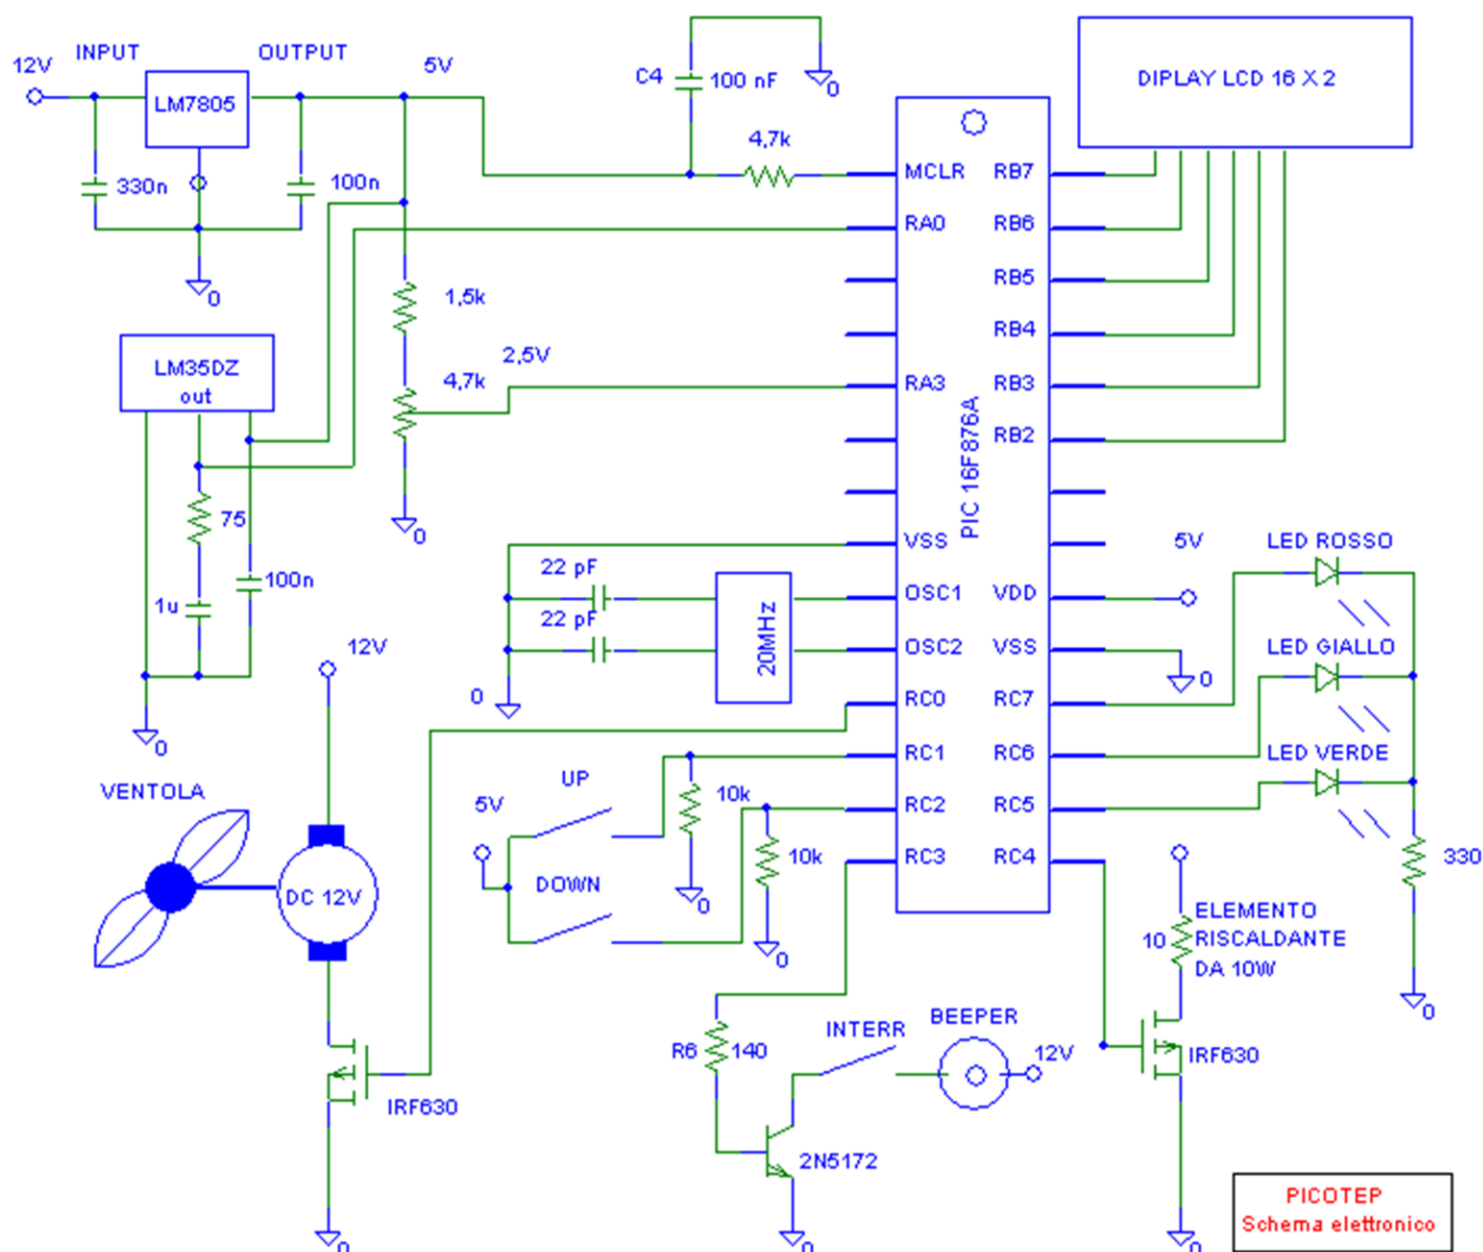 12V
INPUT
LM7805
OUTPUT
5V
330n
100n
0
C4
100 nF
0
4,7k
DIPLAY LCD 16 X 2
MCLR
RA0
RA3
VSS
OSC1
OSC2
RC0
RC1
RC2
RC3
PIC 16F876A
RB7
RB6
RB5
RB4
RB3
RB2
VDD
VSS
RC7
RC6
RC5
RC4
1,5k
2,5V
4,7k
0
LM35DZ
out
75
1u
100n
0
22 pF
22 pF
20MHz
0
5V
0
LED ROSSO
LED GIALLO
LED VERDE
330
0
12V
VENTOLA
DC 12V
IRF630
0
5V
UP
DOWN
10k
0
10k
0
R6
140
INTERR
BEEPER
12V
2N5172
0
10
ELEMENTO
RISCALDANTE
DA 10W
IRF630
0
PICOTEP
Schema elettronico